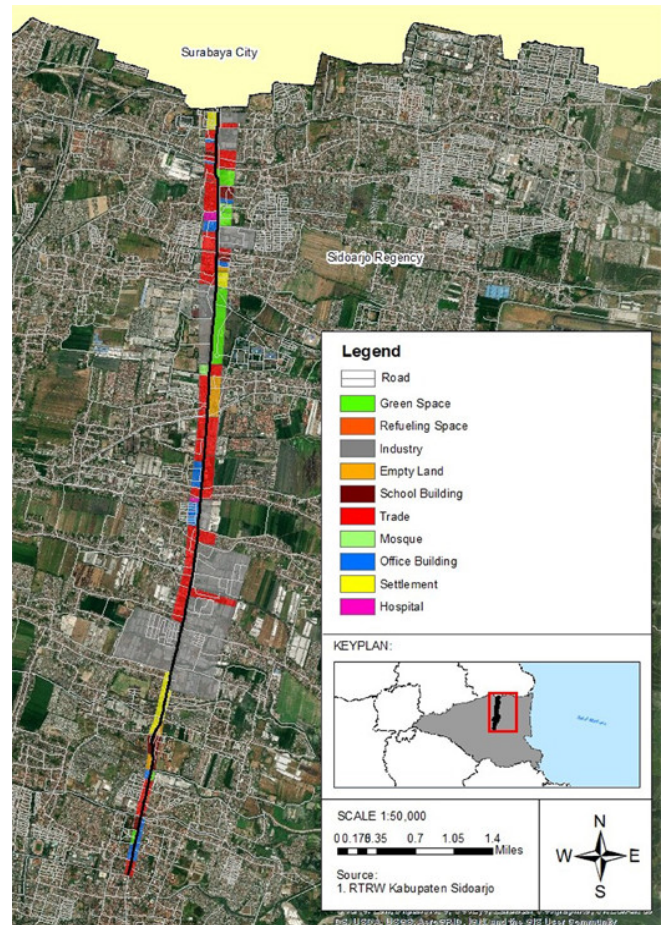 Surabaya City
Sidoarjo Regency
Legend
Road
Green Space
Refueling Space
Industry
Empty Land
School Building
Trade
Mosque
Office Building
Settlement
Hospital
KEYPLAN:
SCALE 1:50,000
0 0.175 0.35 0.7 1.05 1.4
Miles
Source:
1. RTRW Kabupaten Sidoarjo
N
W E
S